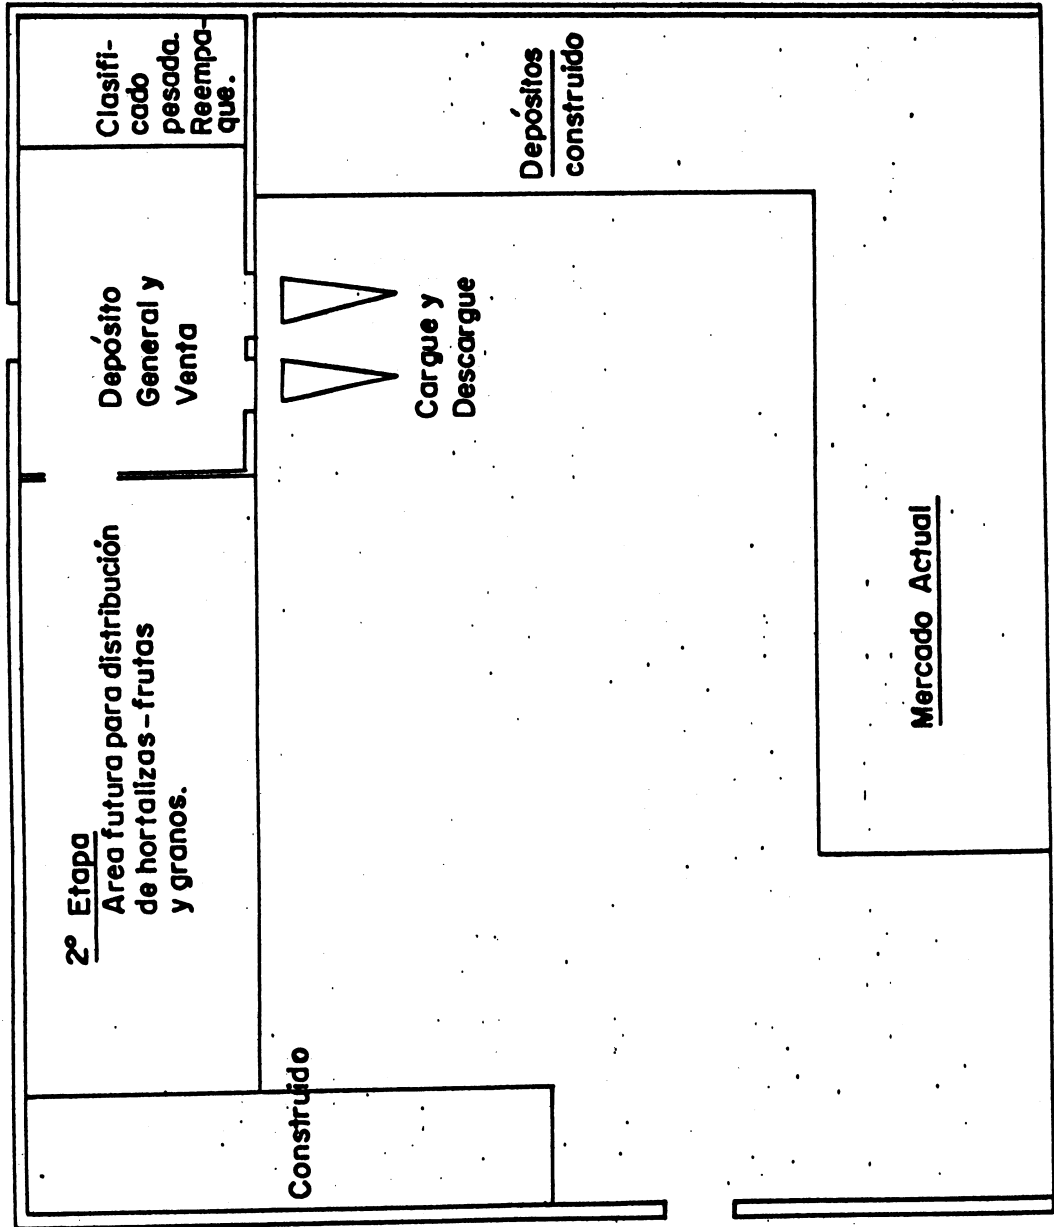 2º Etapa
Area futura para distribución
de hortalizas-frutas
y granos.
Depósito
General y
Venta
Clasifi-
cado
pesada.
Reempa-
que.
Construido
Cargue y
Descargue
Depósitos
construido
Mercado Actual